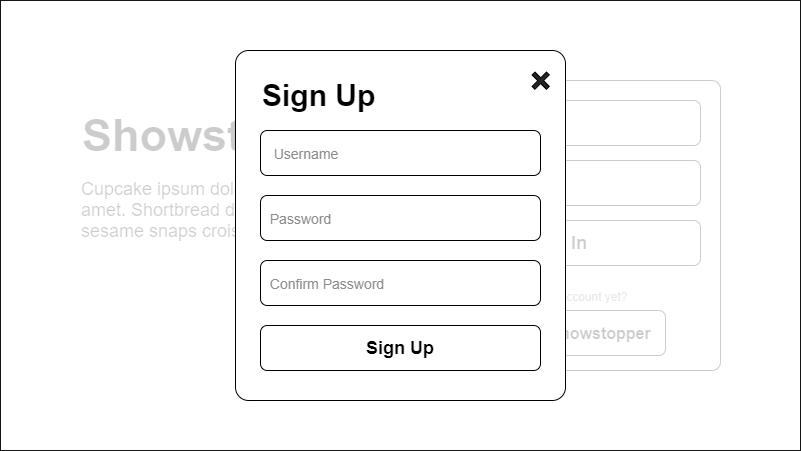 Sign Up
Username
Password
Confirm Password
Sign Up
Showst
Cupcake ipsum dol
amet. Shortbread d
sesame snaps crois
In
ccount yet?
howstopper